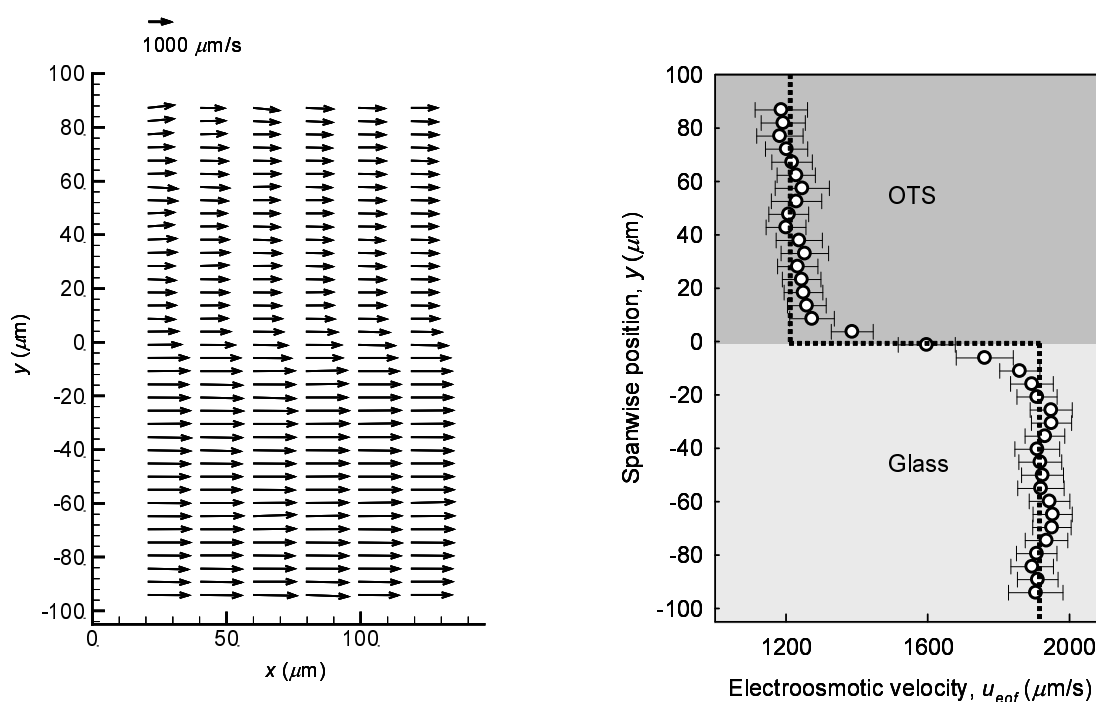 1000 μm/s
100
80
60
40
20
0
-20
-40
-60
-80
-100
y (μm)
0 50 100
x (μm)
100
80
60
40
20
0
-20
-40
-60
-80
-100
Spanwise position, y (μm)
OTS
Glass
1200 1600 2000
Electroosmotic velocity, u_eof (μm/s)